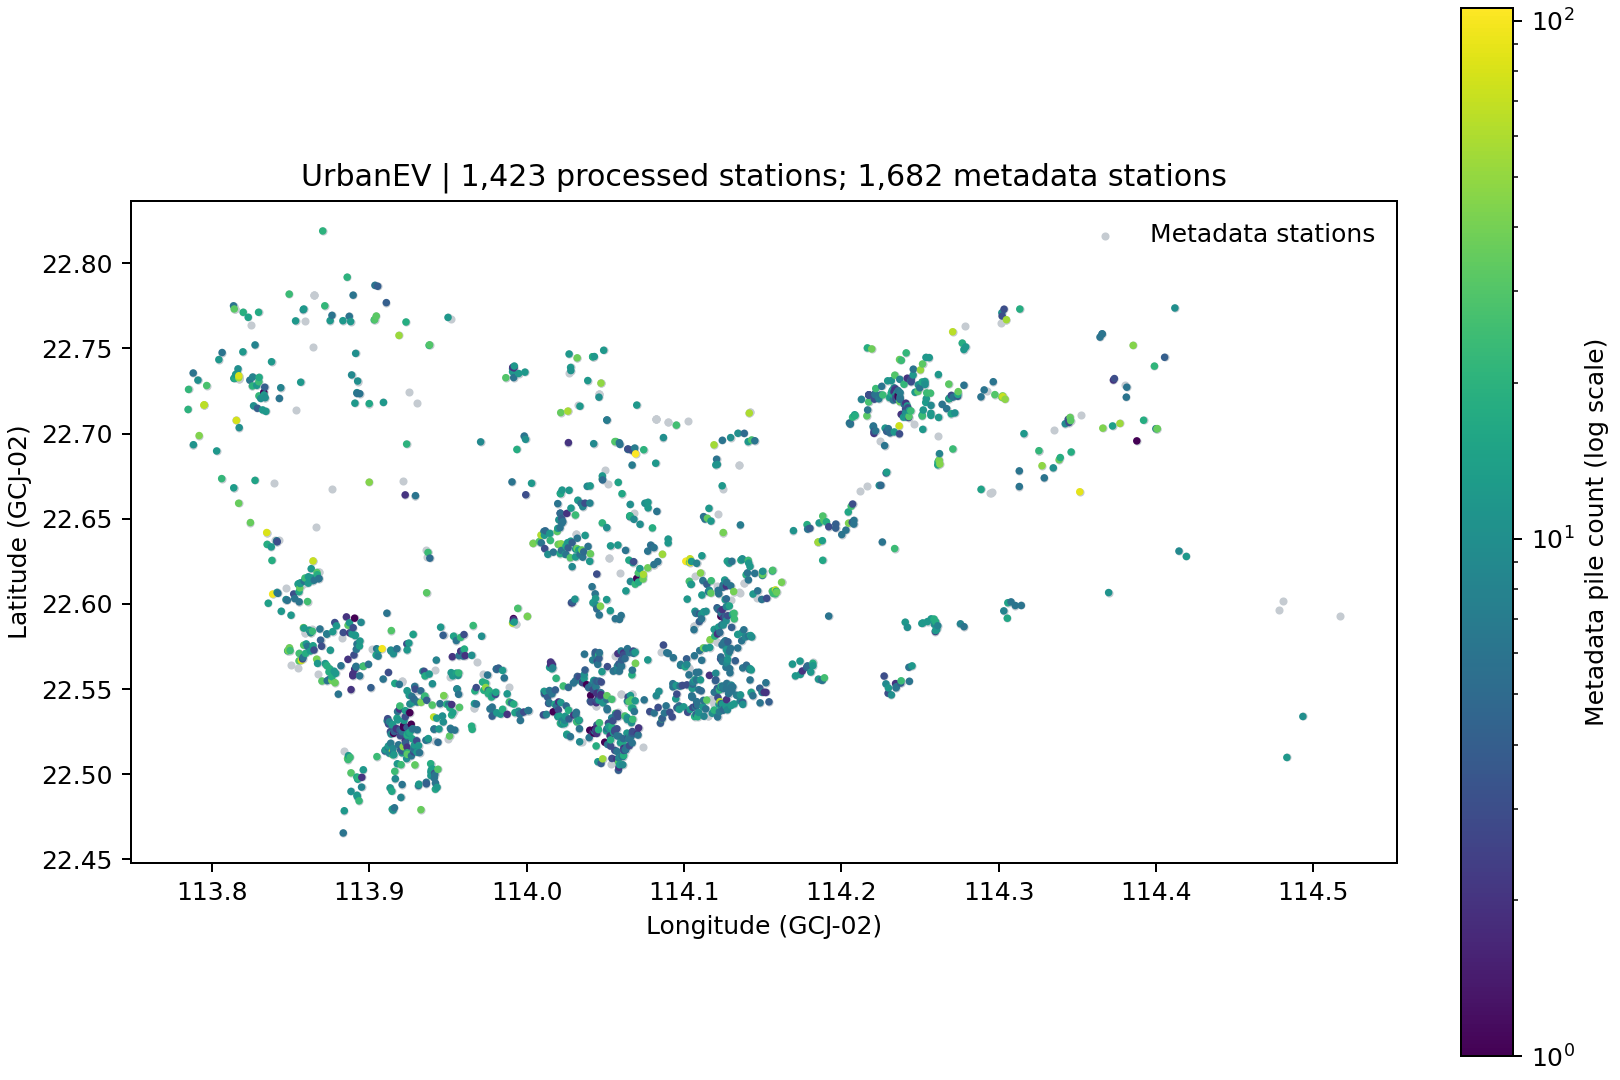 UrbanEV | 1,423 processed stations; 1,682 metadata stations
Metadata stations
22.80
22.75
22.70
22.65
22.60
22.55
22.50
22.45
Latitude (GCJ-02)
113.8 113.9 114.0 114.1 114.2 114.3 114.4 114.5
Longitude (GCJ-02)
10²
10¹
10⁰
Metadata pile count (log scale)